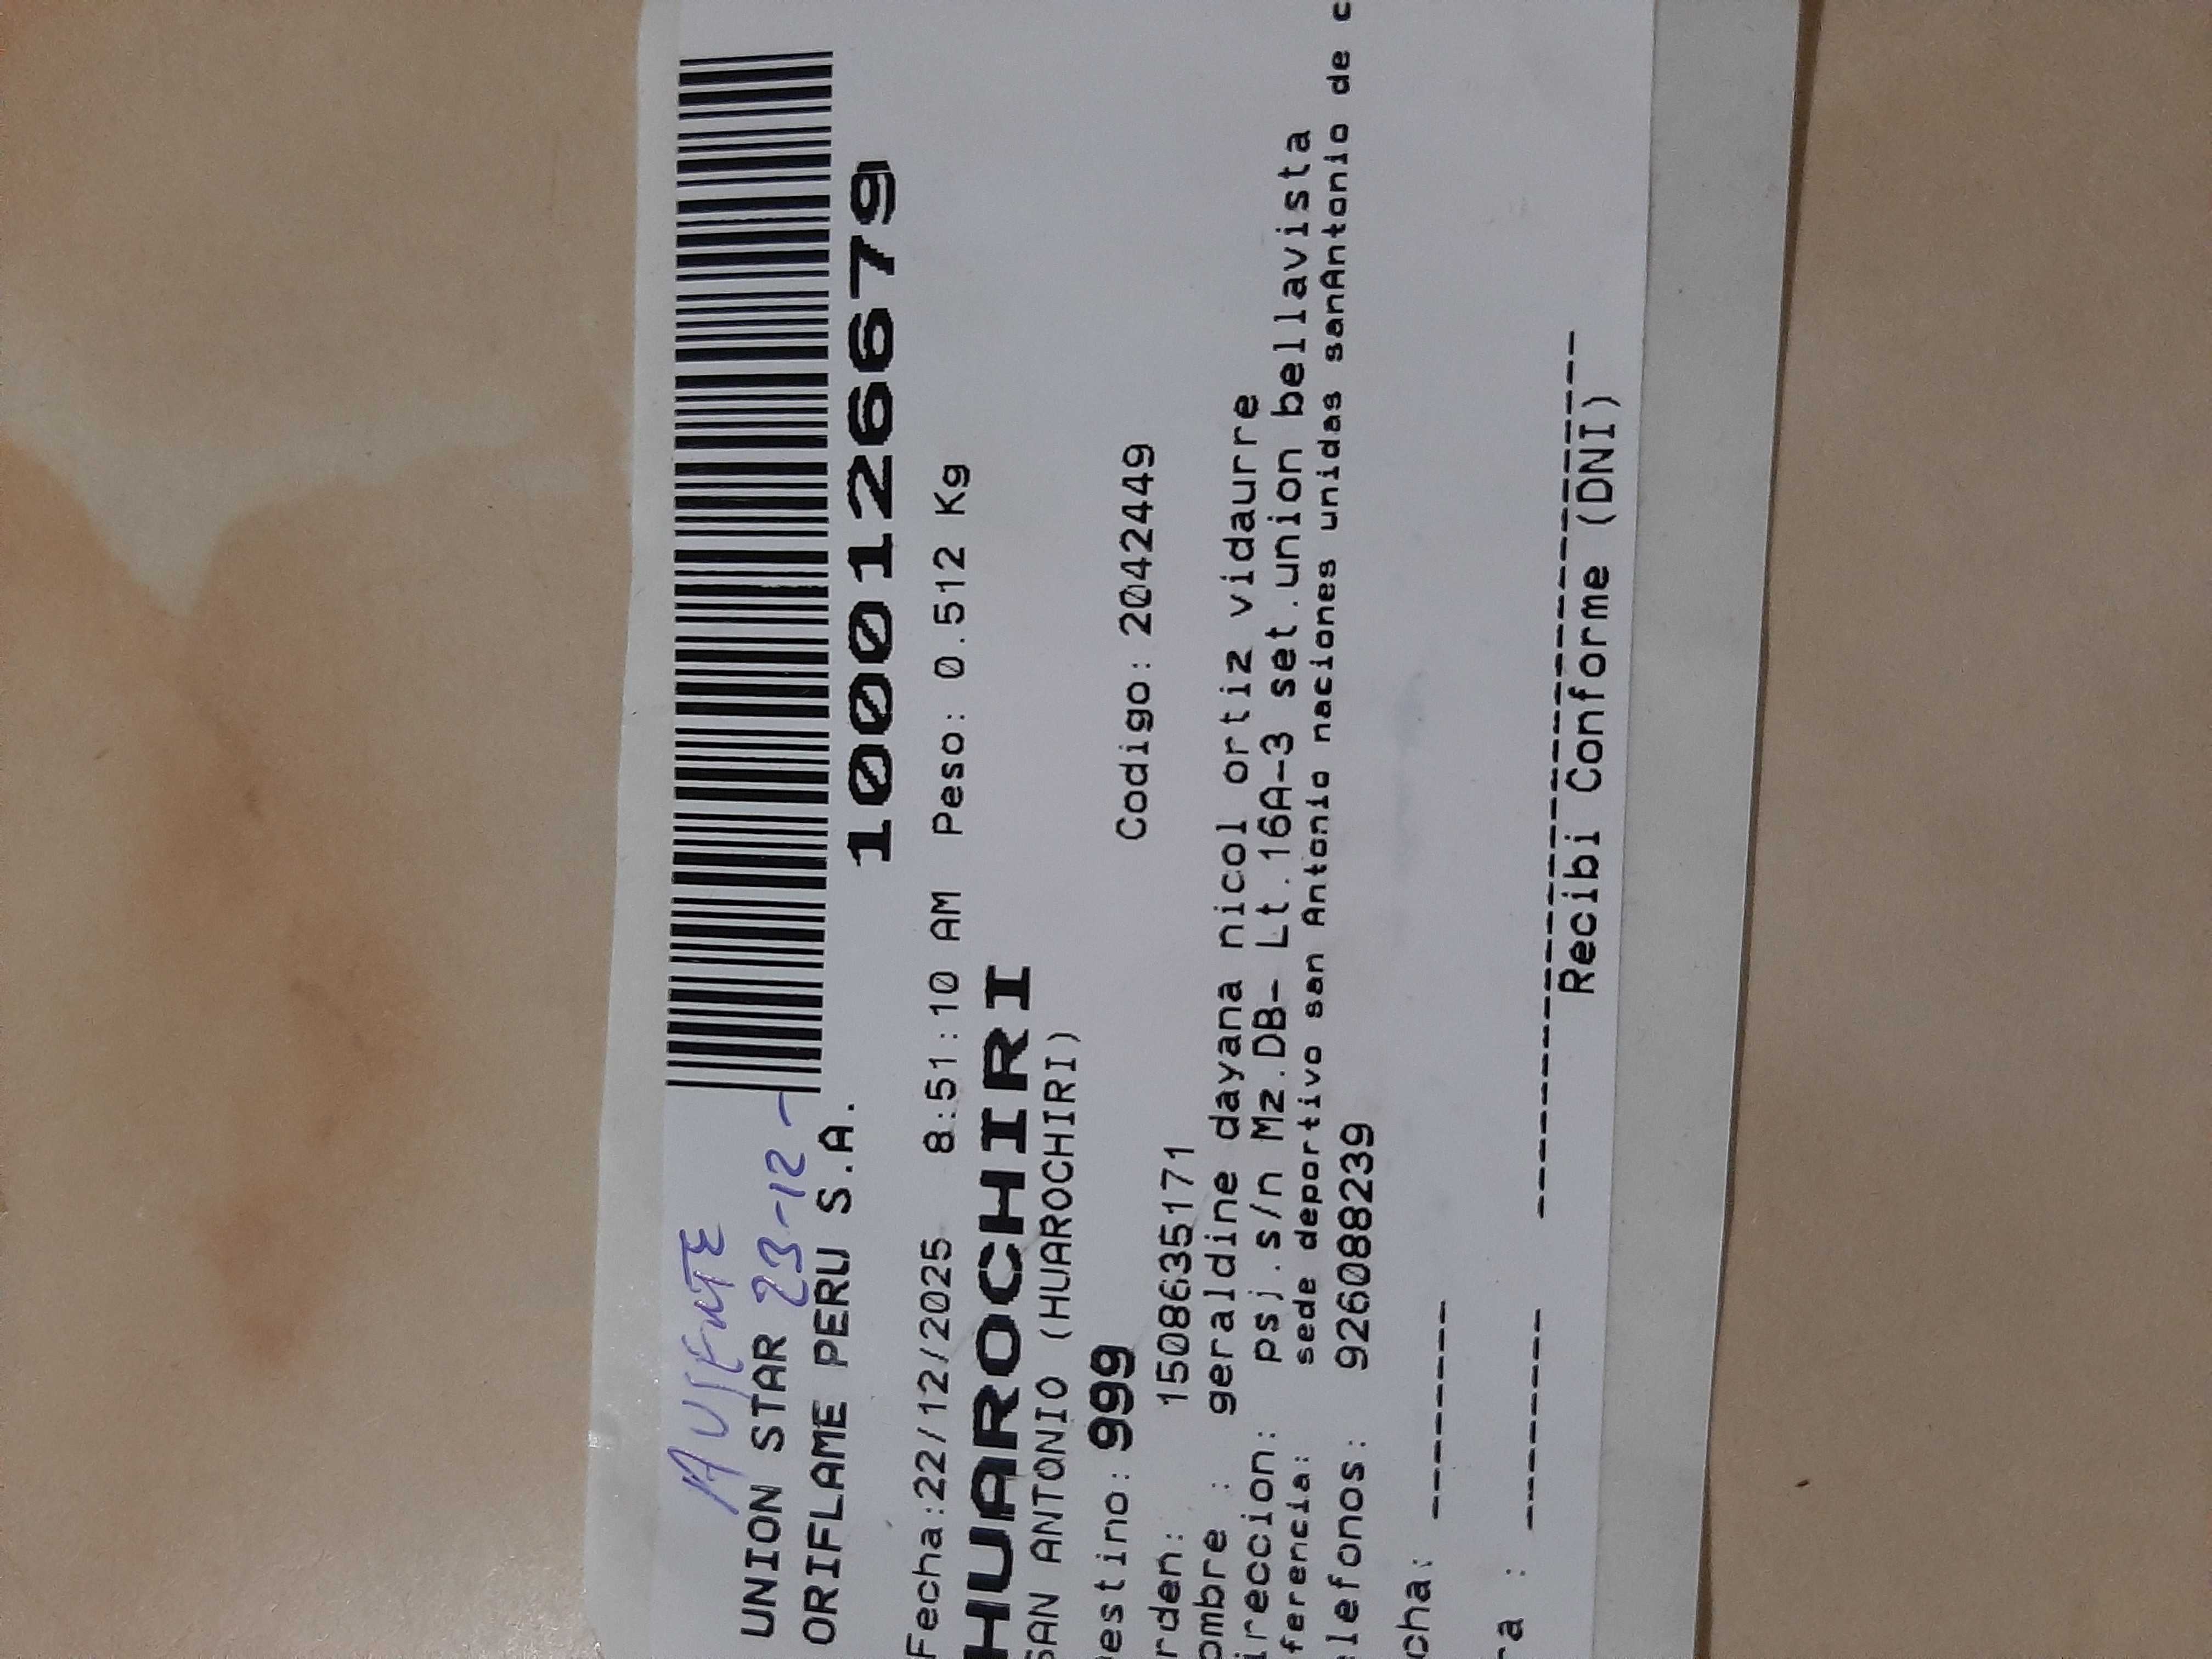 AUSENTE
23-12-
UNION STAR
ORIFLAME PERU S.A.
1000126679
Fecha:22/12/2025 8:51:10 AM Peso: 0.512 Kg
HUAROCHIRI
SAN ANTONIO (HUAROCHIRI)
estino: 999 Codigo: 2042449
rden: 1508635171
ombre : geraldine dayana nicol ortiz vidaurre
ireccion: psj.s/n Mz.DB- Lt.16A-3 set.union bellavista
ferencia: sede deportivo san Antonio naciones unidas sanAntonio de c
lefonos: 926088239
cha: -------
ra : -------
Recibi Conforme (DNI)